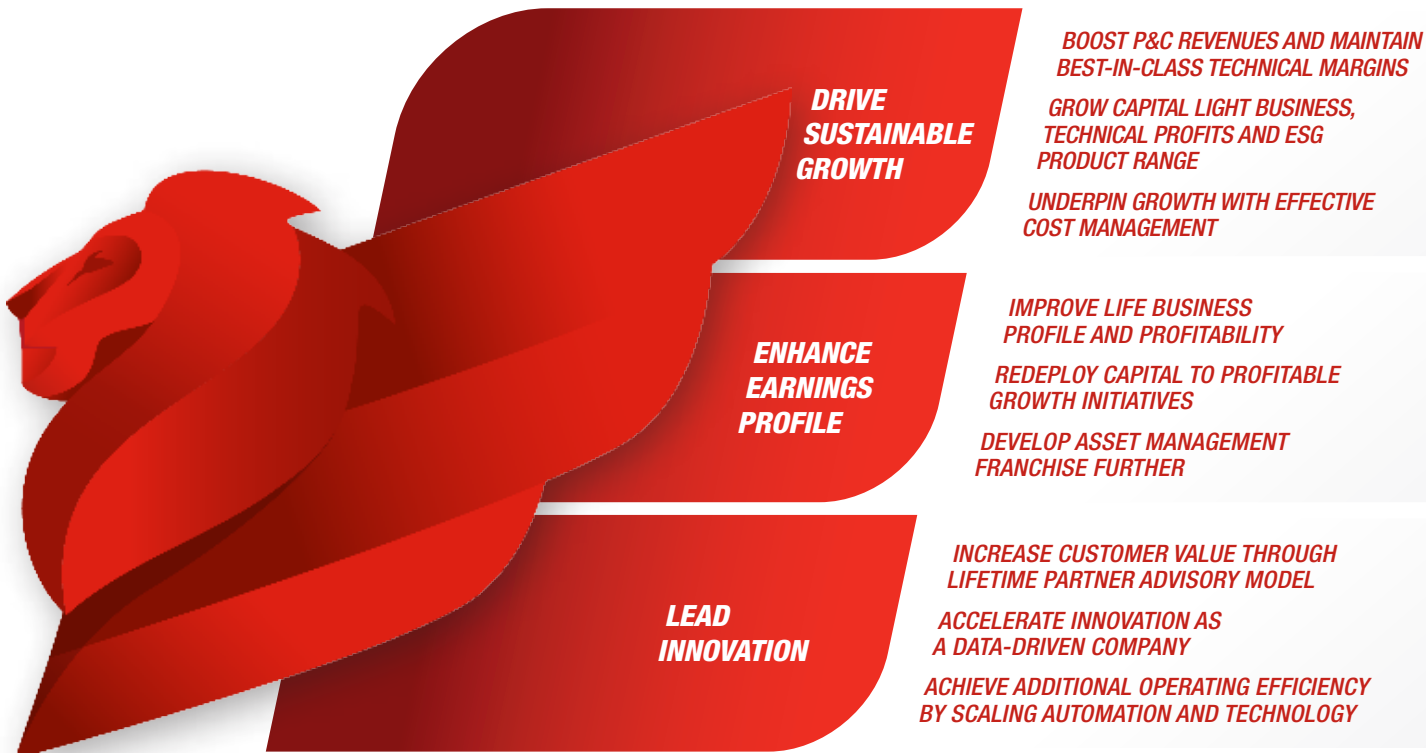 DRIVE
SUSTAINABLE
GROWTH
BOOST P&C REVENUES AND MAINTAIN
BEST-IN-CLASS TECHNICAL MARGINS
GROW CAPITAL LIGHT BUSINESS,
TECHNICAL PROFITS AND ESG
PRODUCT RANGE
UNDERPIN GROWTH WITH EFFECTIVE
COST MANAGEMENT
ENHANCE
EARNINGS
PROFILE
IMPROVE LIFE BUSINESS
PROFILE AND PROFITABILITY
REDEPLOY CAPITAL TO PROFITABLE
GROWTH INITIATIVES
DEVELOP ASSET MANAGEMENT
FRANCHISE FURTHER
LEAD
INNOVATION
INCREASE CUSTOMER VALUE THROUGH
LIFETIME PARTNER ADVISORY MODEL
ACCELERATE INNOVATION AS
A DATA-DRIVEN COMPANY
ACHIEVE ADDITIONAL OPERATING EFFICIENCY
BY SCALING AUTOMATION AND TECHNOLOGY